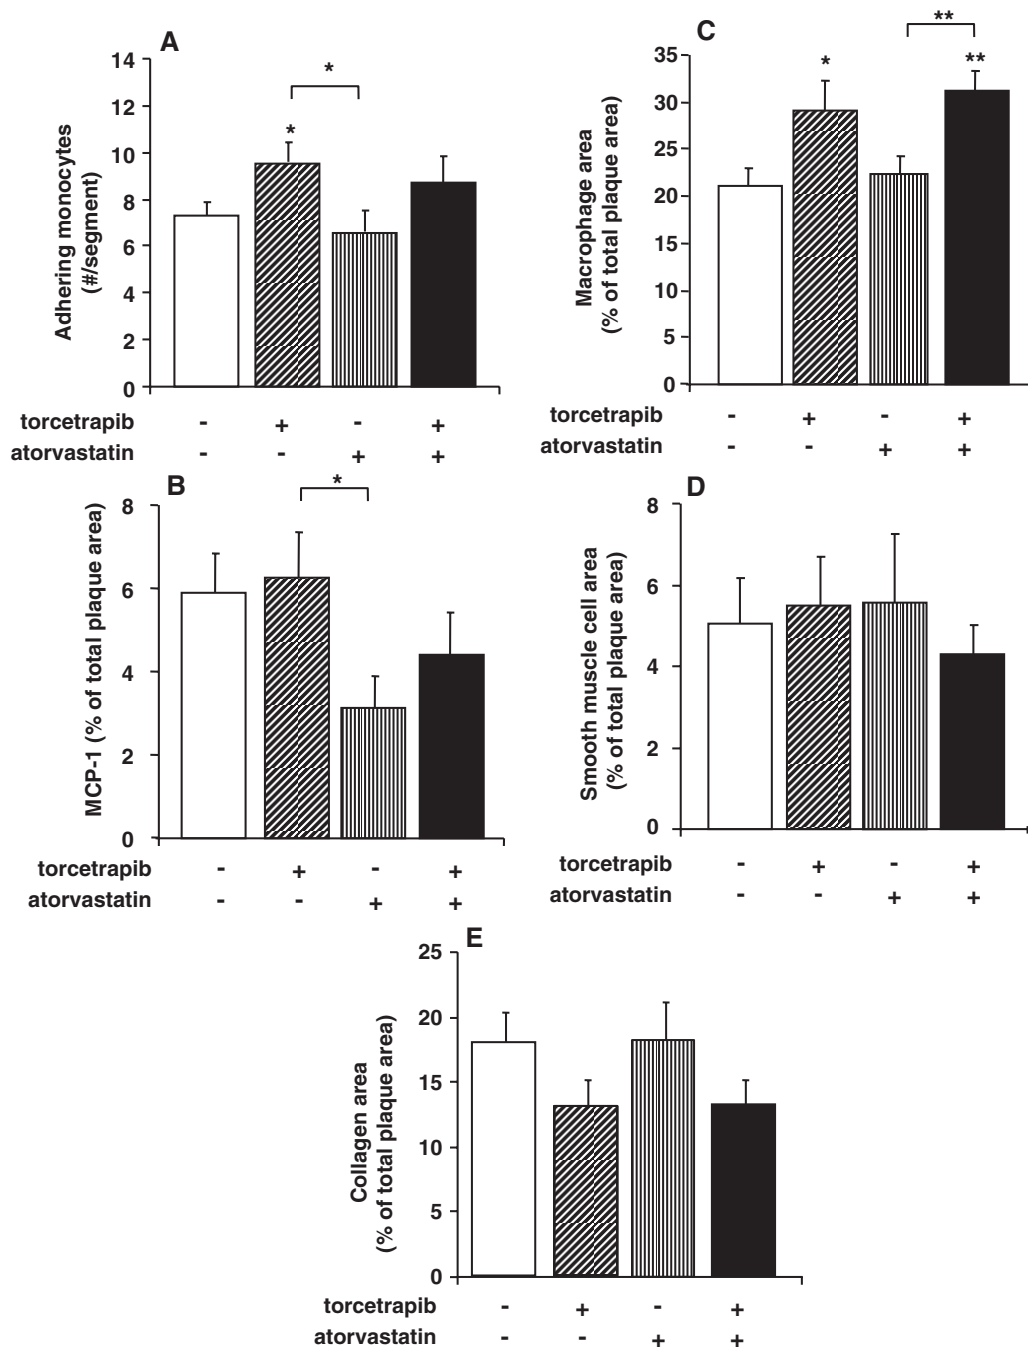 A
Adhering monocytes
(#/segment)
14
12
10
8
6
4
2
0
*
*
torcetrapib - + - +
atorvastatin - - + +
C
Macrophage area
(% of total plaque area)
35
30
25
20
15
10
5
0
**
*
**
torcetrapib - + - +
atorvastatin - - + +
B
MCP-1 (% of total plaque area)
8
6
4
2
0
*
torcetrapib - + - +
atorvastatin - - + +
D
Smooth muscle cell area
(% of total plaque area)
8
6
4
2
0
torcetrapib - + - +
atorvastatin - - + +
E
Collagen area
(% of total plaque area)
25
20
15
10
5
0
torcetrapib - + - +
atorvastatin - - + +